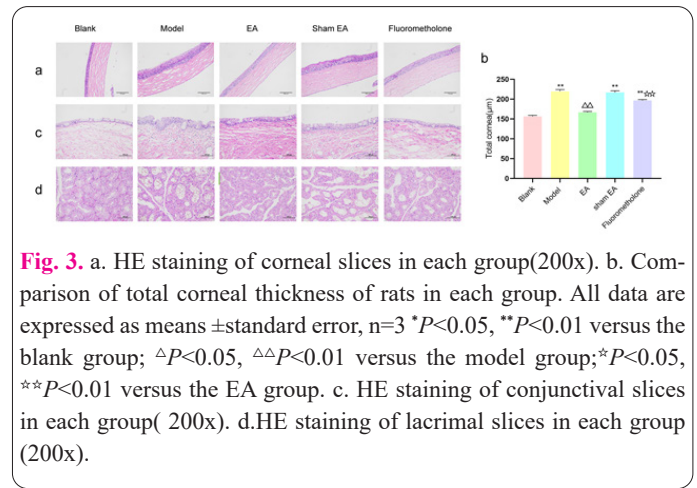 Blank Model EA Sham EA Fluorometholone
a
b
c
d
Total cornea(μm)
250
200
150
100
50
0
** ** **☆☆
△△
Blank
Model
EA
sham EA
Fluorometholone
Fig. 3. a. HE staining of corneal slices in each group(200x). b. Com-
parison of total corneal thickness of rats in each group. All data are
expressed as means ±standard error, n=3 *P<0.05, **P<0.01 versus the
blank group; △P<0.05, △△P<0.01 versus the model group;☆P<0.05,
☆☆P<0.01 versus the EA group. c. HE staining of conjunctival slices
in each group( 200x). d.HE staining of lacrimal slices in each group
(200x).